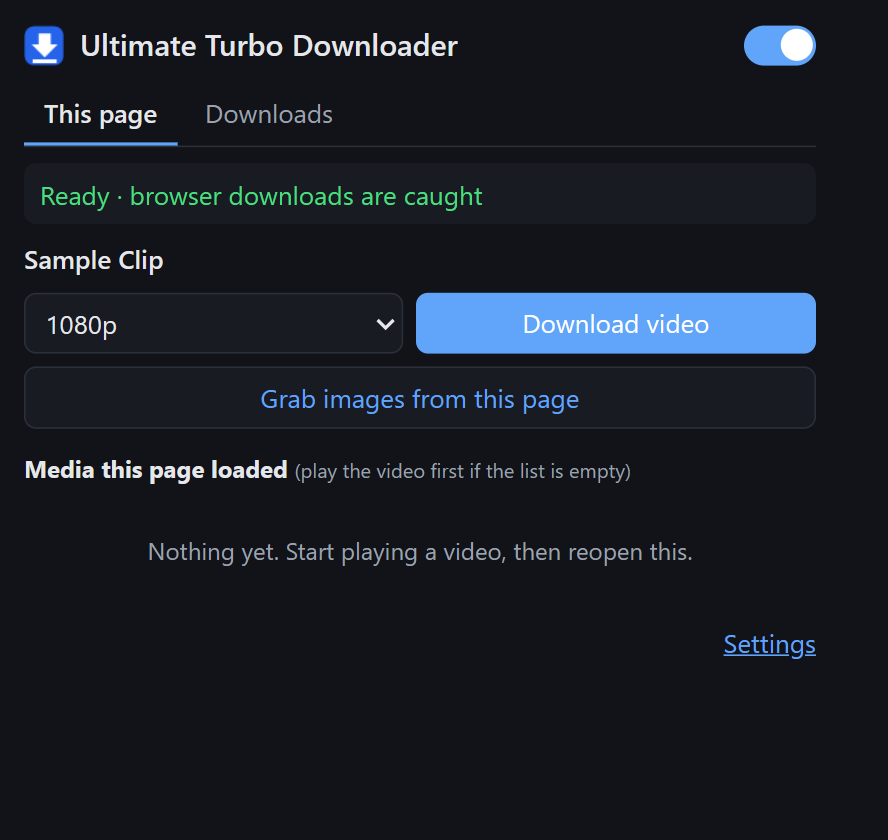 Ultimate Turbo Downloader
This page
Downloads
Ready · browser downloads are caught
Sample Clip
1080p
Download video
Grab images from this page
Media this page loaded (play the video first if the list is empty)
Nothing yet. Start playing a video, then reopen this.
Settings